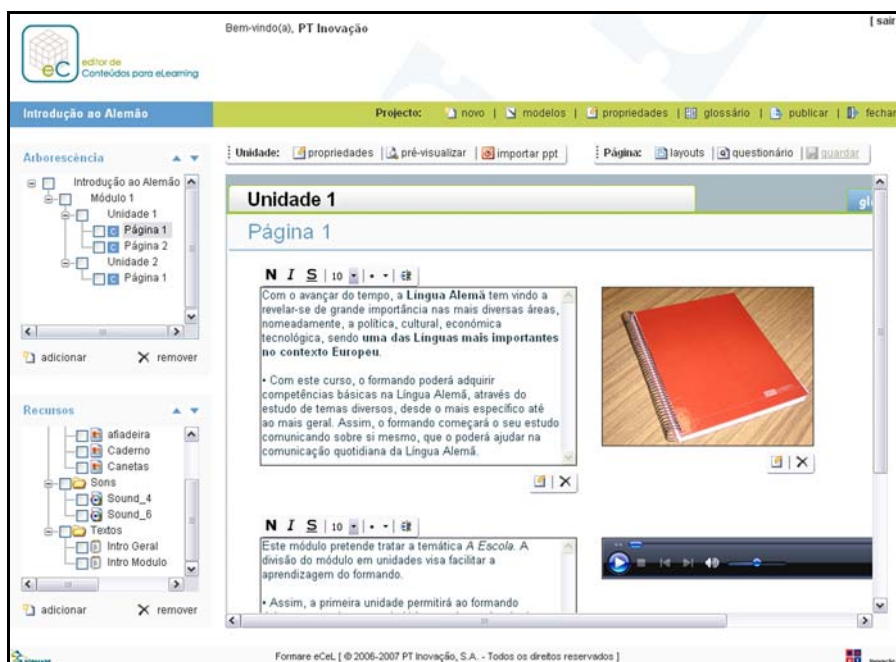 Bem-vindo(a), PT Inovação
[ sair
eC
editor de
Conteúdos para eLearning
Introdução ao Alemão
Projecto: novo | modelos | propriedades | glossário | publicar | fechar
Arborescência
Introdução ao Alemão
Módulo 1
Unidade 1
Página 1
Página 2
Unidade 2
Página 1
adicionar remover
Recursos
afiadeira
Caderno
Canetas
Sons
Sound_4
Sound_6
Textos
Intro Geral
Intro Modulo
adicionar remover
Unidade: propriedades | pré-visualizar | importar ppt
Página: layouts | questionário | guardar
Unidade 1
glo
Página 1
N I S | 10
Com o avançar do tempo, a Língua Alemã tem vindo a
revelar-se de grande importância nas mais diversas áreas,
nomeadamente, a política, cultural, económica
tecnológica, sendo uma das Línguas mais importantes
no contexto Europeu.
• Com este curso, o formando poderá adquirir
competências básicas na Língua Alemã, através do
estudo de temas diversos, desde o mais específico até
ao mais geral. Assim, o formando começará o seu estudo
comunicando sobre si mesmo, que o poderá ajudar na
comunicação quotidiana da Língua Alemã.
N I S | 10
Este módulo pretende tratar a temática A Escola. A
divisão do módulo em unidades visa facilitar a
aprendizagem do formando.
• Assim, a primeira unidade permitirá ao formando
Formare eCeL [ © 2006-2007 PT Inovação, S.A. - Todos os direitos reservados ]